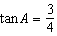 tan A = 3/4